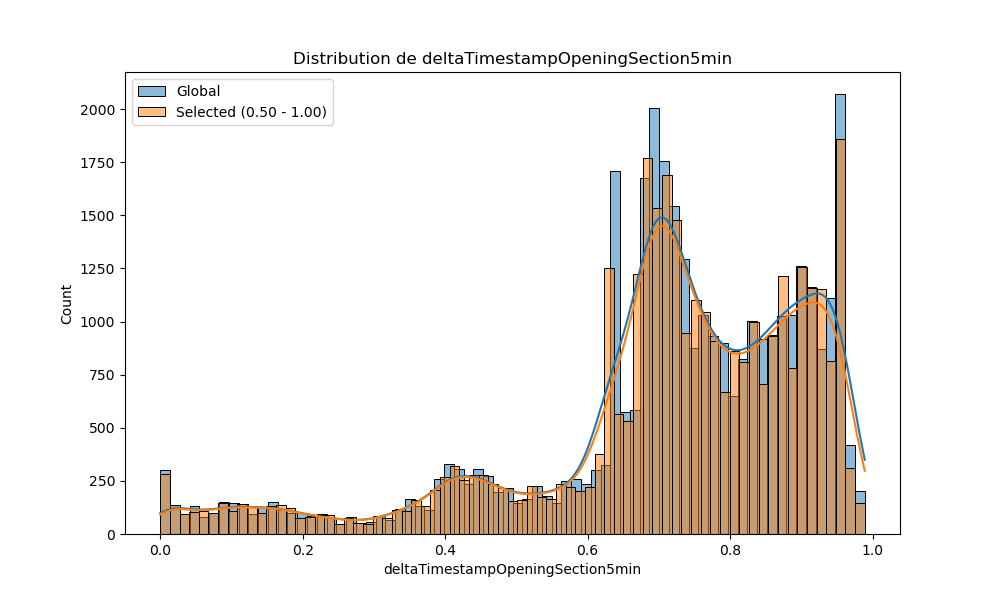 Distribution de deltaTimestampOpeningSection5min
Global
Selected (0.50 - 1.00)
2000
1750
1500
1250
1000
750
500
250
0
Count
0.0 0.2 0.4 0.6 0.8 1.0
deltaTimestampOpeningSection5min